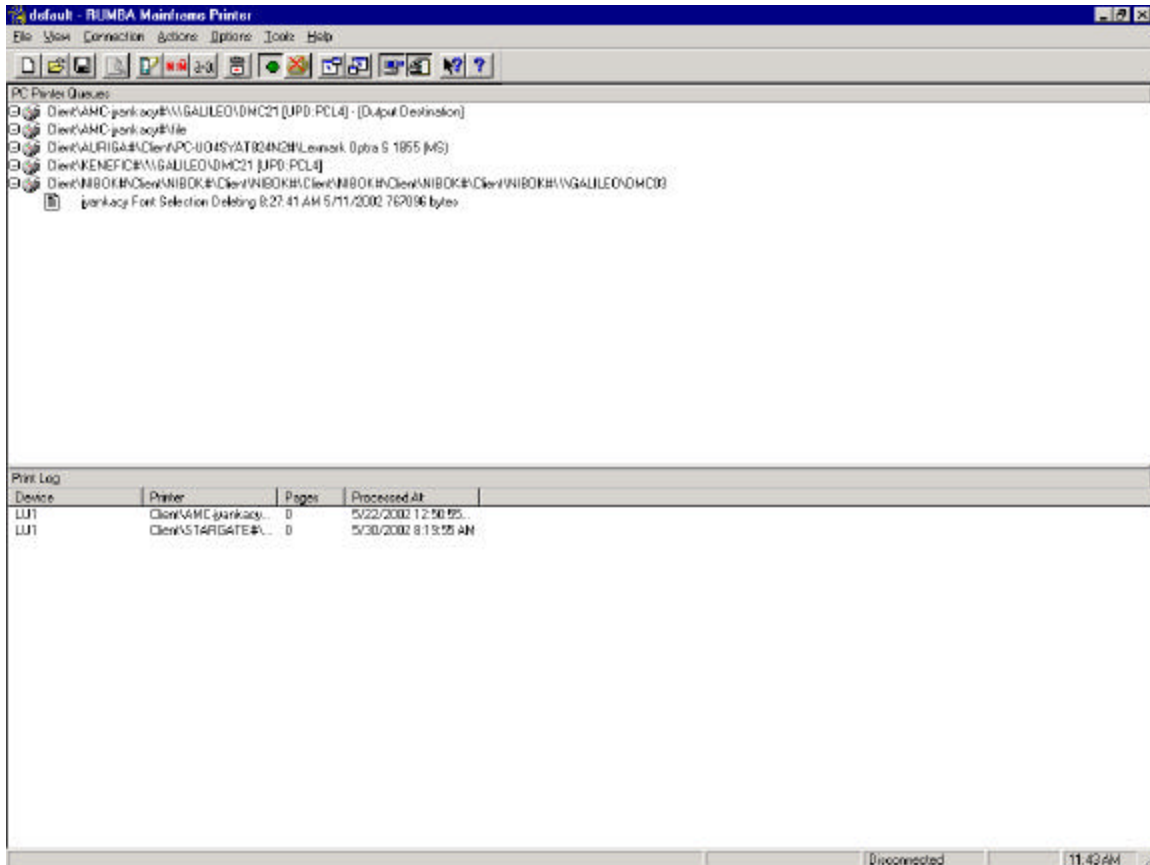 default - RUMBA Mainframe Printer
File View Connection Actions Options Tools Help
PC Printer Queues
Client\AMC-jyankacy#\\\GALILEO\DMC21 [UPD:PCL4] - [Output Destination]
Client\AMC-jyankacy#\file
Client\AURIGA#\Client\PC-UO4SYAT824N2#\Lexmark Optra S 1855 (MS)
Client\KENEFIC#\\\GALILEO\DMC21 [UPD:PCL4]
Client\NIBOK#\Client\NIBOK#\Client\NIBOK#\Client\NIBOK#\Client\NIBOK#\Client\NIBOK#\\\GALILEO\DMC03
jyankacy Font Selection Deleting 8:27:41 AM 5/11/2002 767096 bytes
Print Log
Device Printer Pages Processed At
LU1 Client\AMC-jyankacy... 0 5/22/2002 12:50:55...
LU1 Client\STARGATE#\... 0 5/30/2002 8:19:55 AM
Disconnected 11:43 AM